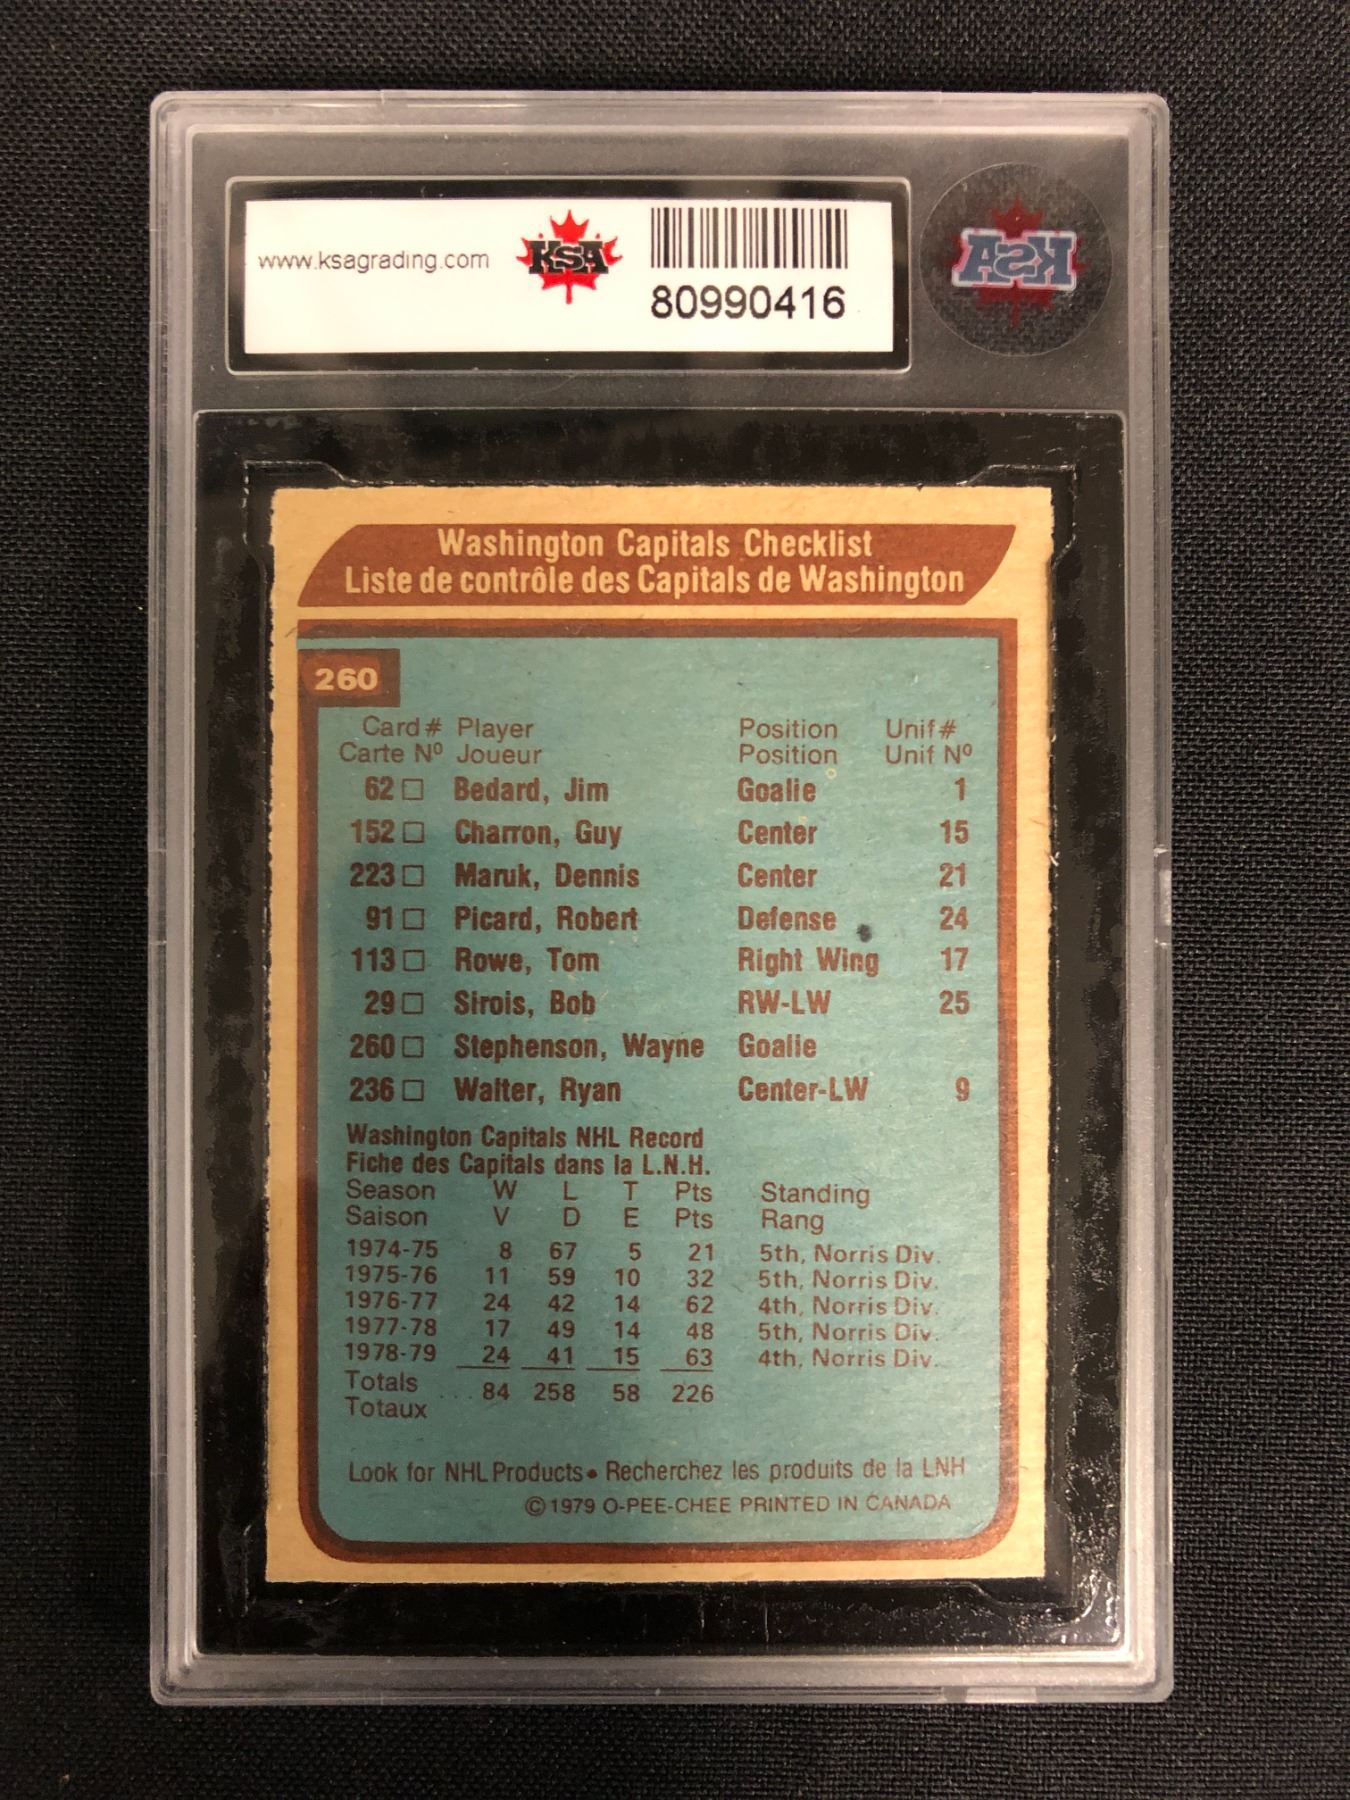 www.ksagrading.com
KSA
80990416
KSA
Washington Capitals Checklist
Liste de contrôle des Capitals de Washington
260
Card # Player Position Unif #
Carte Nº Joueur Position Unif Nº
62 □ Bedard, Jim Goalie 1
152 □ Charron, Guy Center 15
223 □ Maruk, Dennis Center 21
91 □ Picard, Robert Defense 24
113 □ Rowe, Tom Right Wing 17
29 □ Sirois, Bob RW-LW 25
260 □ Stephenson, Wayne Goalie
236 □ Walter, Ryan Center-LW 9
Washington Capitals NHL Record
Fiche des Capitals dans la L.N.H.
Season W L T Pts Standing
Saison V D E Pts Rang
1974-75 8 67 5 21 5th, Norris Div.
1975-76 11 59 10 32 5th, Norris Div.
1976-77 24 42 14 62 4th, Norris Div.
1977-78 17 49 14 48 5th, Norris Div.
1978-79 24 41 15 63 4th, Norris Div.
Totals ... 84 258 58 226
Totaux
Look for NHL Products • Recherchez les produits de la LNH
© 1979 O-PEE-CHEE PRINTED IN CANADA